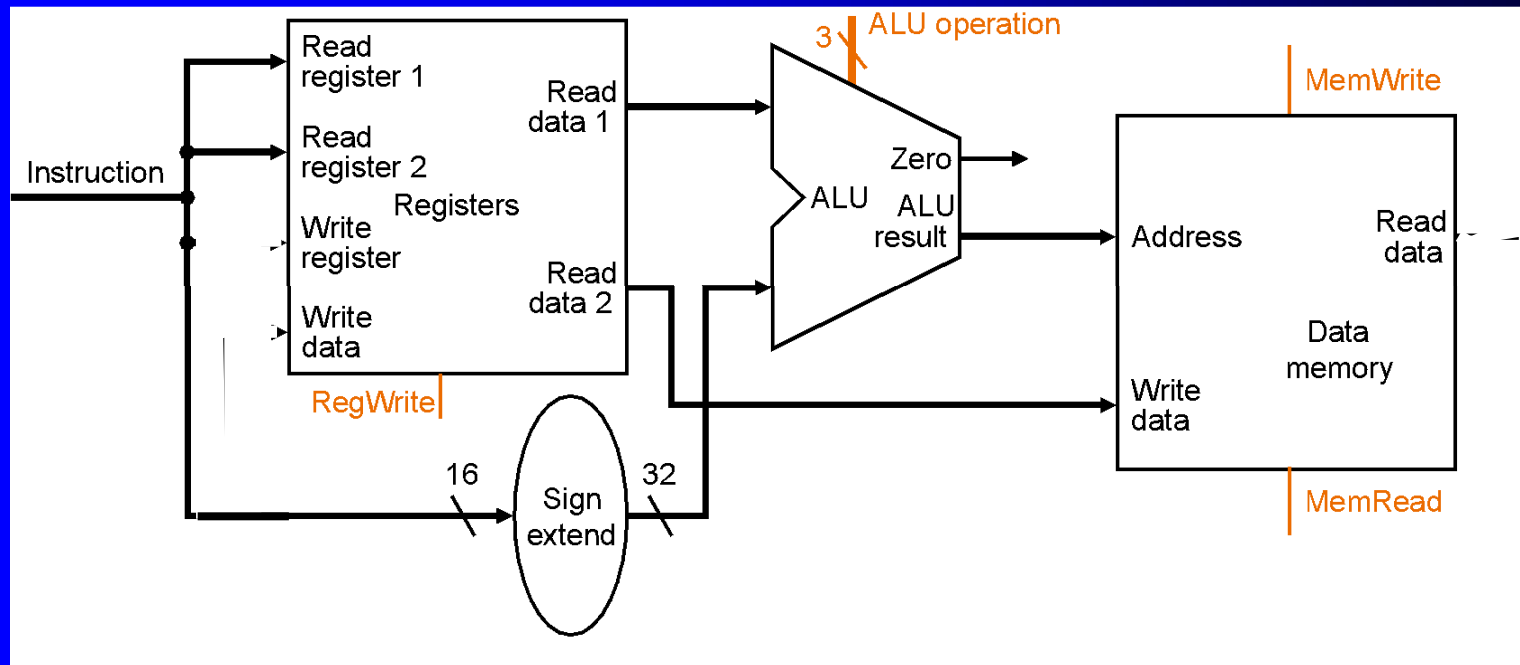 Instruction
Read
register 1
Read
register 2
Registers
Write
register
Write
data
Read
data 1
Read
data 2
RegWrite
16
Sign
extend
32
3
ALU operation
Zero
ALU
ALU
result
MemWrite
Address
Read
data
Data
memory
Write
data
MemRead